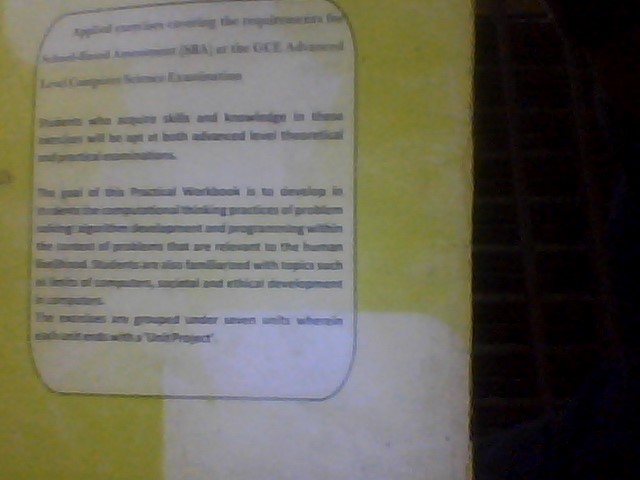 Applied exercises covering the requirements for
School-Based Assessment (SBA) at the GCE Advanced
Level Computer Science Examination
Students who acquire skills and knowledge in these
exercises will be apt at both advanced level theoretical
and practical examinations.
The goal of this Practical Workbook is to develop in
students the computational thinking practices of problem
solving/algorithm development and programming within
the context of problems that are relevant to the human
livelihood. Students are also familiarized with topics such
as limits of computers, societal and ethical development
in computers.
The exercises are grouped under seven units wherein
each unit ends with a 'Unit Project'.